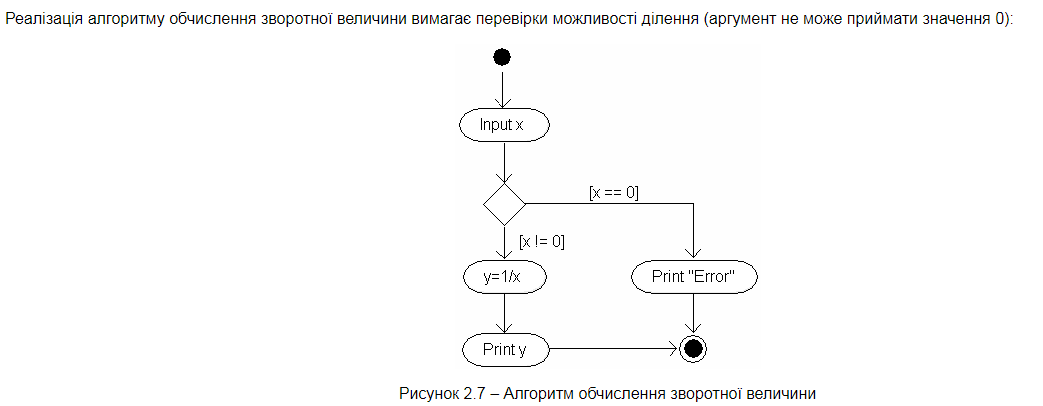 Реалізація алгоритму обчислення зворотної величини вимагає перевірки можливості ділення (аргумент не може приймати значення 0):
Input x
[x == 0]
[x != 0]
y=1/x
Print "Error"
Print y
Рисунок 2.7 – Алгоритм обчислення зворотної величини